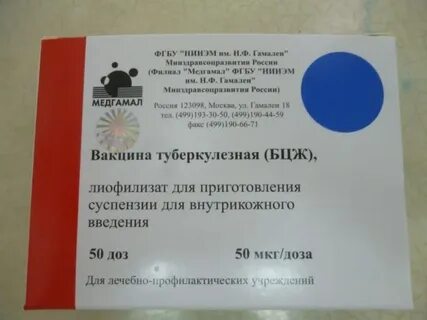 ФГБУ "НИИЭМ им. Н.Ф. Гамалеи"
Минздравсоцразвития России
(Филиал "Медгамал" ФГБУ "НИИЭМ
им. Н.Ф. Гамалеи"
Минздравсоцразвития России)
МЕДГАМАЛ
Россия 123098, Москва, ул. Гамалеи 18
тел. (499)193-30-50, (499)190-44-59
факс (499)190-66-71
Вакцина туберкулезная (БЦЖ),
лиофилизат для приготовления
суспензии для внутрикожного
введения
50 доз 50 мкг/доза
Для лечебно-профилактических учреждений